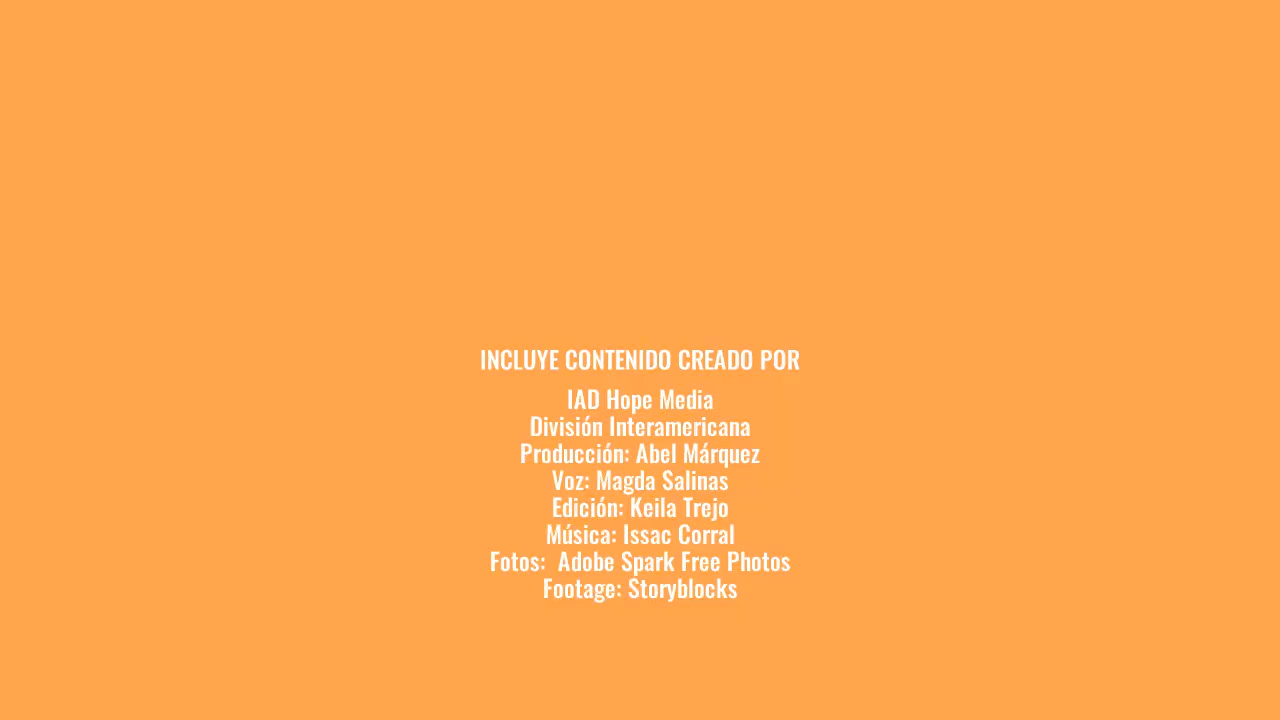 INCLUYE CONTENIDO CREADO POR
IAD Hope Media
División Interamericana
Producción: Abel Márquez
Voz: Magda Salinas
Edición: Keila Trejo
Música: Issac Corral
Fotos:  Adobe Spark Free Photos
Footage: Storyblocks